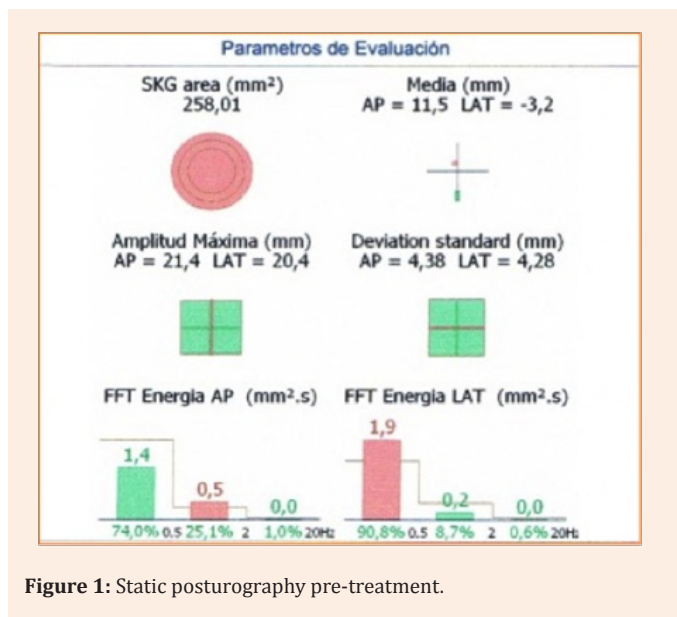 Parametros de Evaluación
SKG area (mm²)
258,01
Media (mm)
AP = 11,5 LAT = -3,2
Amplitud Máxima (mm)
AP = 21,4 LAT = 20,4
Deviation standard (mm)
AP = 4,38 LAT = 4,28
FFT Energia AP (mm².s)
1,4
0,5
0,0
74,0% 0.5 25,1% 2 1,0% 20Hz
FFT Energia LAT (mm².s)
1,9
0,2
0,0
90,8% 0.5 8,7% 2 0,6% 20Hz
Figure 1: Static posturography pre-treatment.